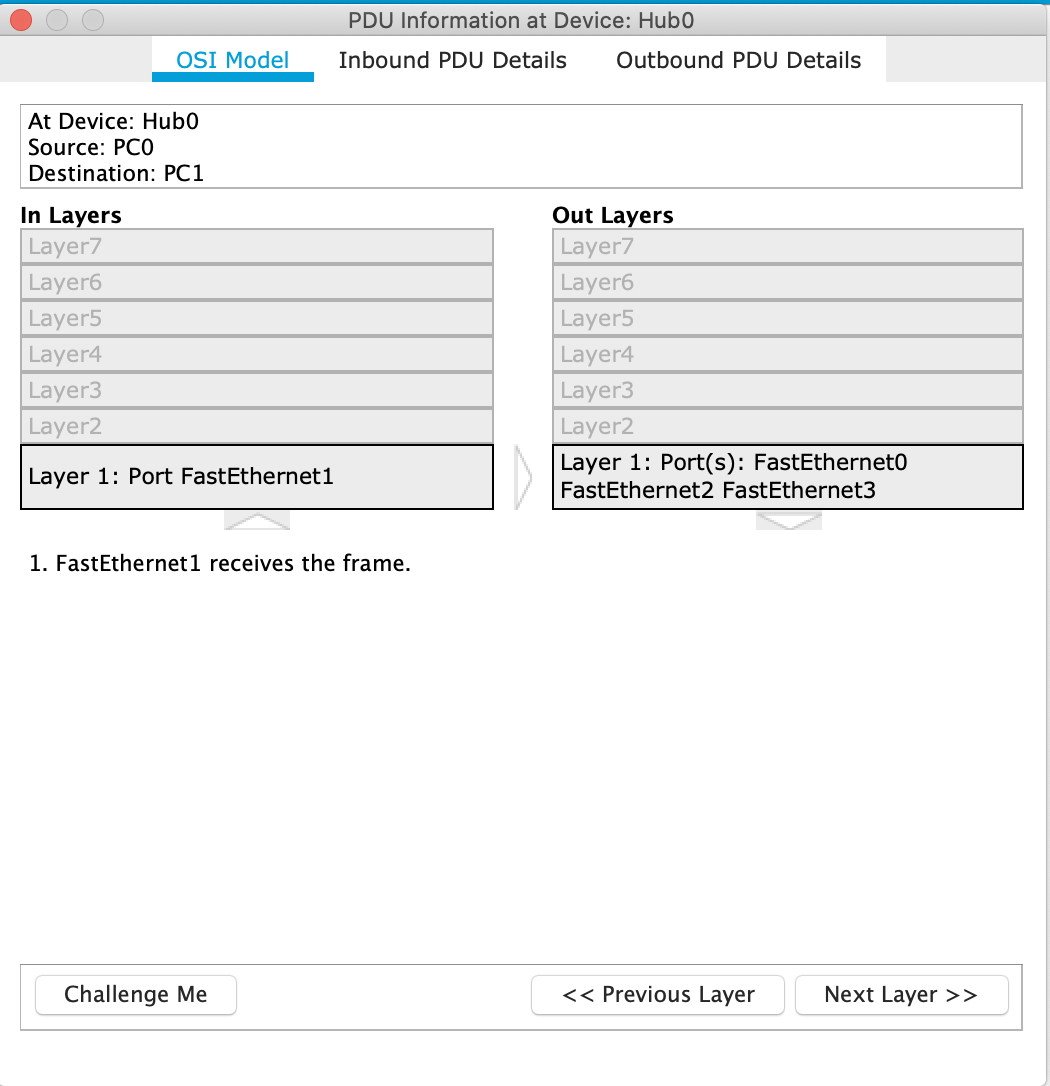 PDU Information at Device: Hub0
OSI Model Inbound PDU Details Outbound PDU Details
At Device: Hub0
Source: PC0
Destination: PC1
In Layers
Layer7
Layer6
Layer5
Layer4
Layer3
Layer2
Layer 1: Port FastEthernet1
Out Layers
Layer7
Layer6
Layer5
Layer4
Layer3
Layer2
Layer 1: Port(s): FastEthernet0
FastEthernet2 FastEthernet3
1. FastEthernet1 receives the frame.
Challenge Me << Previous Layer Next Layer >>